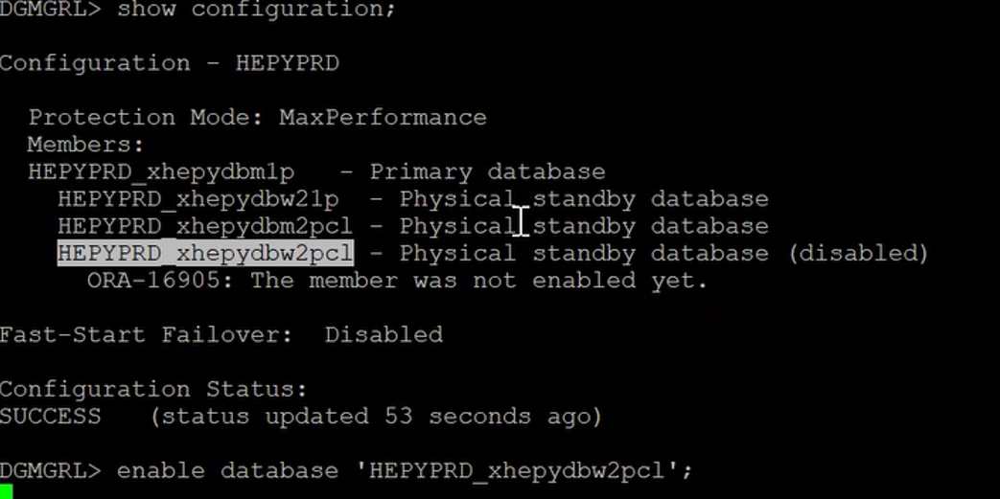 DGMGRL> show configuration;
Configuration - HEPYPRD
Protection Mode: MaxPerformance
Members:
HEPYPRD_xhepydbm1p - Primary database
HEPYPRD_xhepydbw21p - Physical standby database
HEPYPRD_xhepydbm2pcl - Physical standby database
HEPYPRD_xhepydbw2pcl - Physical standby database (disabled)
ORA-16905: The member was not enabled yet.
Fast-Start Failover: Disabled
Configuration Status:
SUCCESS (status updated 53 seconds ago)
DGMGRL> enable database 'HEPYPRD_xhepydbw2pcl';